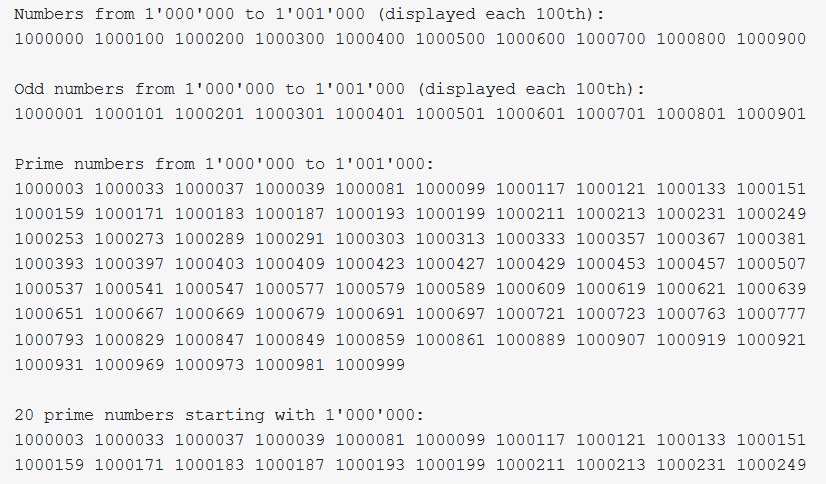 Numbers from 1'000'000 to 1'001'000 (displayed each 100th):
1000000 1000100 1000200 1000300 1000400 1000500 1000600 1000700 1000800 1000900
Odd numbers from 1'000'000 to 1'001'000 (displayed each 100th):
1000001 1000101 1000201 1000301 1000401 1000501 1000601 1000701 1000801 1000901
Prime numbers from 1'000'000 to 1'001'000:
1000003 1000033 1000037 1000039 1000081 1000099 1000117 1000121 1000133 1000151
1000159 1000171 1000183 1000187 1000193 1000199 1000211 1000213 1000231 1000249
1000253 1000273 1000289 1000291 1000303 1000313 1000333 1000357 1000367 1000381
1000393 1000397 1000403 1000409 1000423 1000427 1000429 1000453 1000457 1000507
1000537 1000541 1000547 1000577 1000579 1000589 1000609 1000619 1000621 1000639
1000651 1000667 1000669 1000679 1000691 1000697 1000721 1000723 1000763 1000777
1000793 1000829 1000847 1000849 1000859 1000861 1000889 1000907 1000919 1000921
1000931 1000969 1000973 1000981 1000999
20 prime numbers starting with 1'000'000:
1000003 1000033 1000037 1000039 1000081 1000099 1000117 1000121 1000133 1000151
1000159 1000171 1000183 1000187 1000193 1000199 1000211 1000213 1000231 1000249